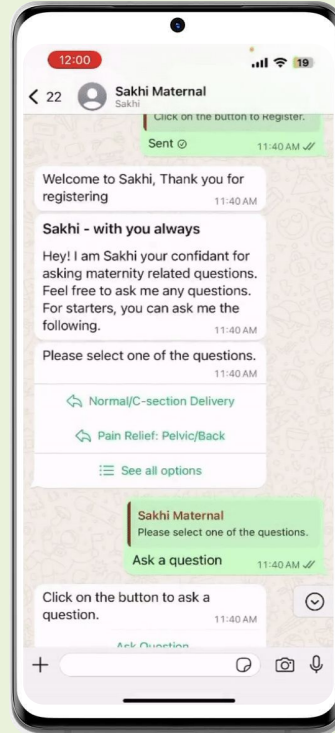 12:00
19
22
Sakhi Maternal
Sakhi
Click on the button to Register.
Sent
11:40 AM
Welcome to Sakhi, Thank you for
registering
11:40 AM
Sakhi - with you always
Hey! I am Sakhi your confidant for
asking maternity related questions.
Feel free to ask me any questions.
For starters, you can ask me the
following.
11:40 AM
Please select one of the questions.
11:40 AM
Normal/C-section Delivery
Pain Relief: Pelvic/Back
See all options
Sakhi Maternal
Please select one of the questions.
Ask a question
11:40 AM
Click on the button to ask a
question.
11:40 AM
Ask Question